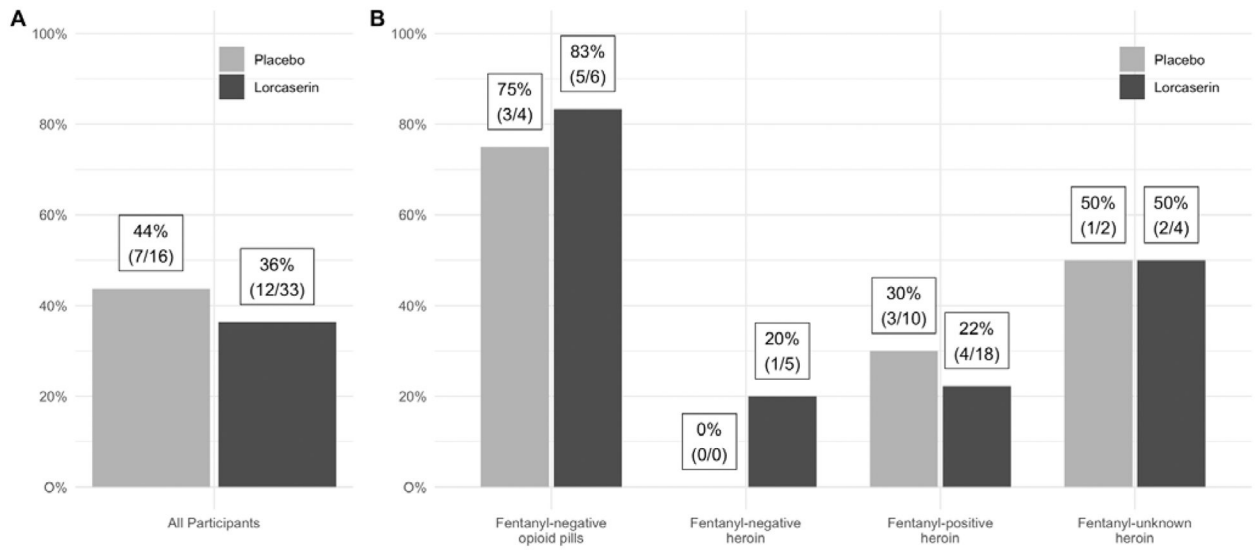 A
100%
80%
60%
40%
20%
O%
Placebo
Lorcaserin
44%
(7/16)
36%
(12/33)
All Participants
B
100%
80%
60%
40%
20%
O%
Placebo
Lorcaserin
75%
(3/4)
83%
(5/6)
0%
(0/0)
20%
(1/5)
30%
(3/10)
22%
(4/18)
50%
(1/2)
50%
(2/4)
Fentanyl-negative
opioid pills
Fentanyl-negative
heroin
Fentanyl-positive
heroin
Fentanyl-unknown
heroin